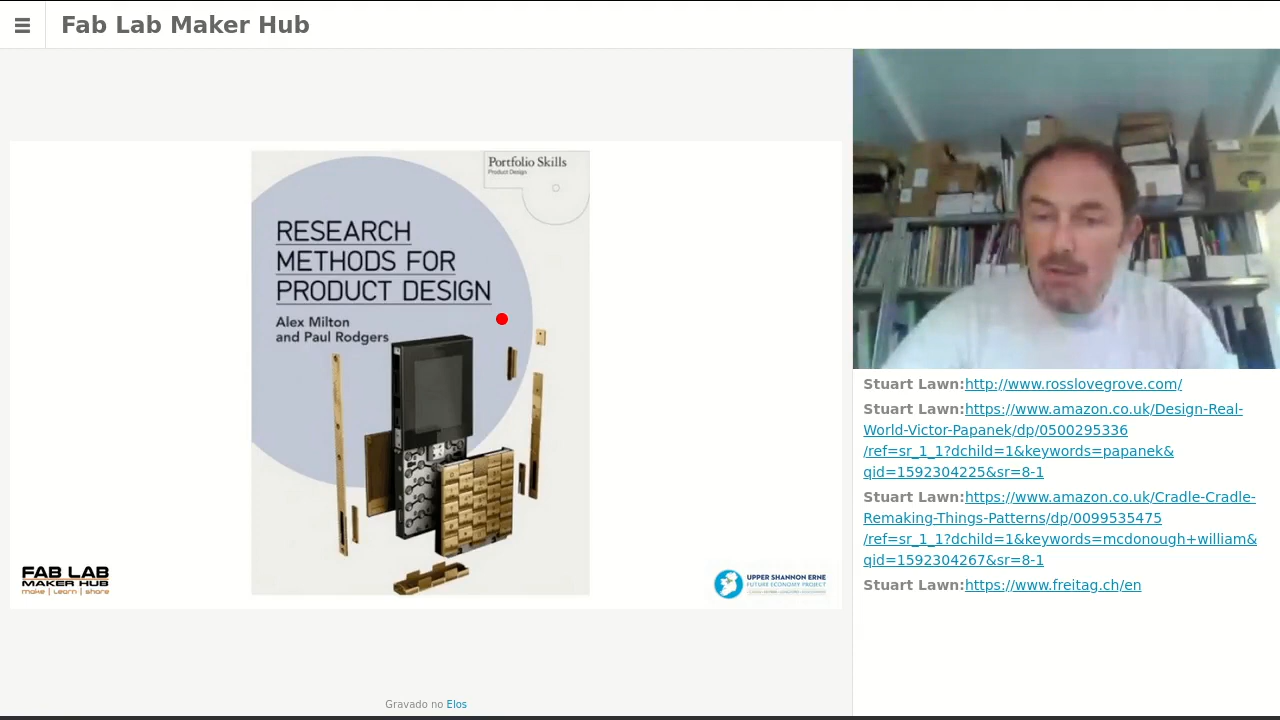 Fab Lab Maker Hub
Portfolio Skills
Product Design
RESEARCH
METHODS FOR
PRODUCT DESIGN
Alex Milton
and Paul Rodgers
FAB LAB
MAKER HUB
make | learn | share
UPPER SHANNON ERNE
FUTURE ECONOMY PROJECT
Gravado no Elos
Stuart Lawn:http://www.rosslovegrove.com/
Stuart Lawn:https://www.amazon.co.uk/Design-Real-
World-Victor-Papanek/dp/0500295336
/ref=sr_1_1?dchild=1&keywords=papanek&
qid=1592304225&sr=8-1
Stuart Lawn:https://www.amazon.co.uk/Cradle-Cradle-
Remaking-Things-Patterns/dp/0099535475
/ref=sr_1_1?dchild=1&keywords=mcdonough+william&
qid=1592304267&sr=8-1
Stuart Lawn:https://www.freitag.ch/en